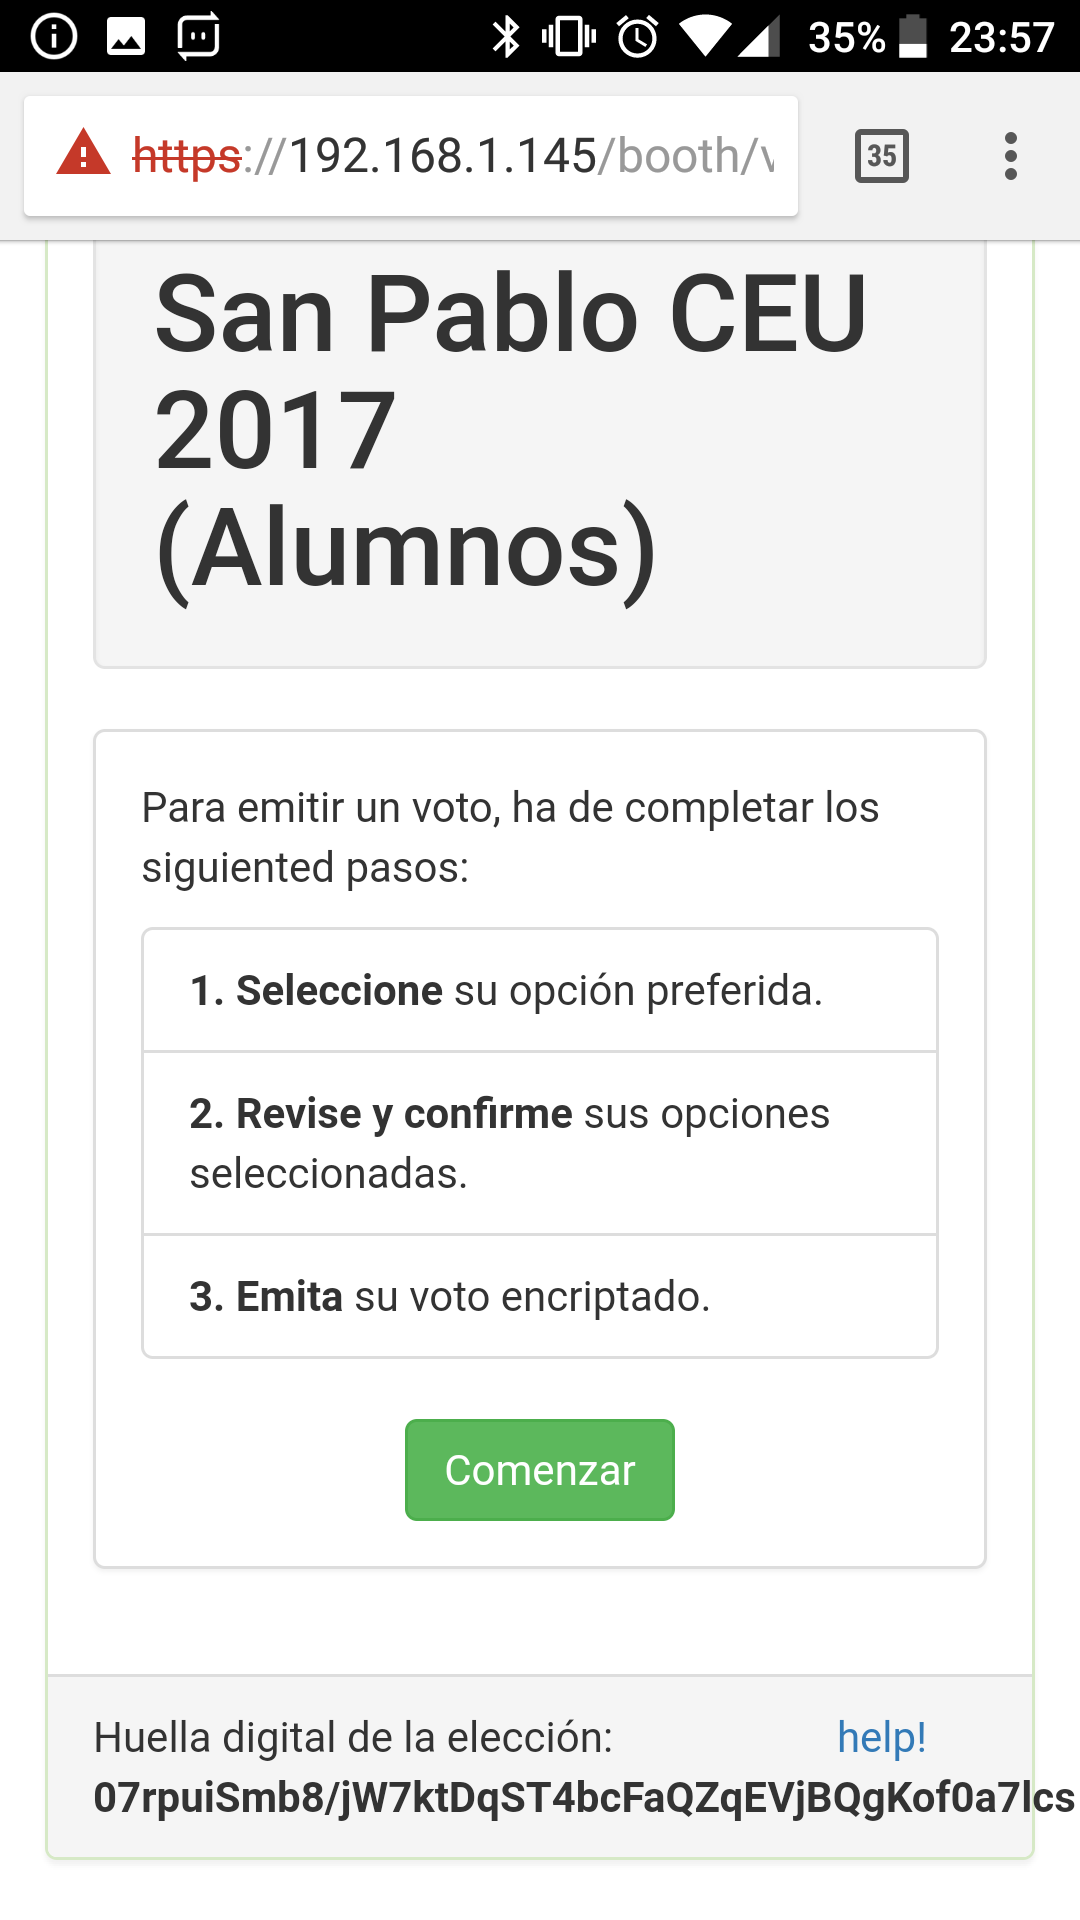 35% 23:57
https://192.168.1.145/booth/v
35
San Pablo CEU
2017
(Alumnos)
Para emitir un voto, ha de completar los
siguiented pasos:
1. Seleccione su opción preferida.
2. Revise y confirme sus opciones
seleccionadas.
3. Emita su voto encriptado.
Comenzar
Huella digital de la elección: help!
07rpuiSmb8/jW7ktDqST4bcFaQZqEVjBQgKof0a7lcs